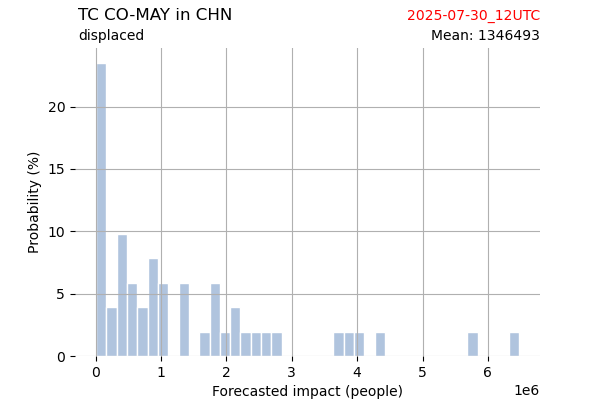 TC CO-MAY in CHN
2025-07-30_12UTC
displaced
Mean: 1346493
Probability (%)
20
15
10
5
0
0 1 2 3 4 5 6
1e6
Forecasted impact (people)